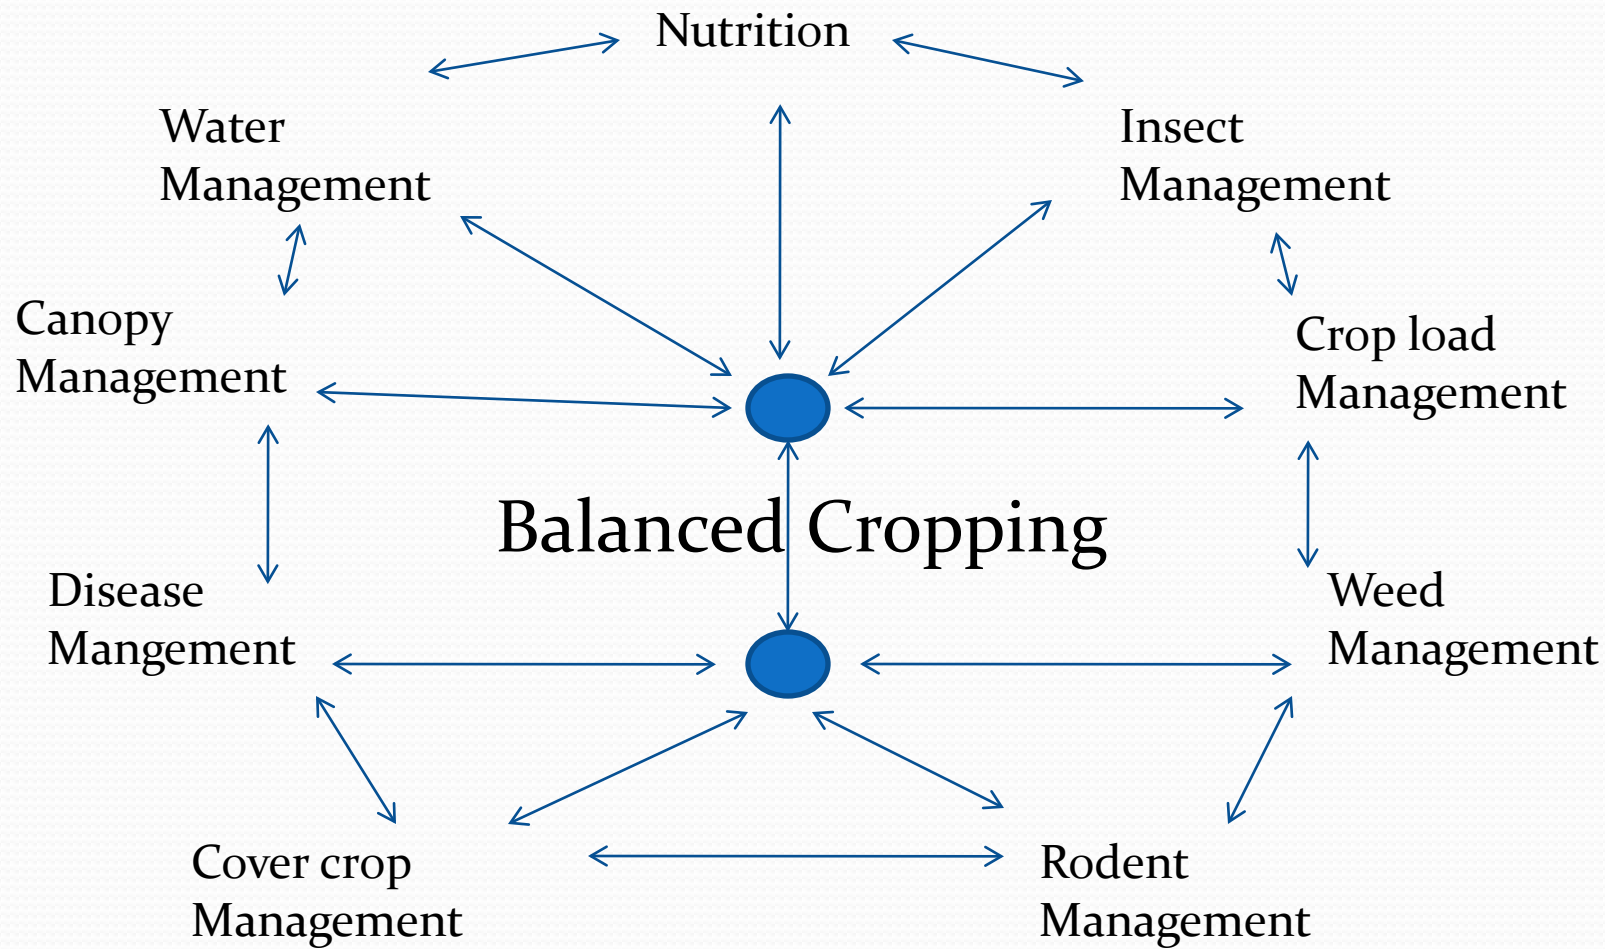 Nutrition
Water
Management
Insect
Management
Canopy
Management
Crop load
Management
Balanced Cropping
Disease
Mangement
Weed
Management
Cover crop
Management
Rodent
Management